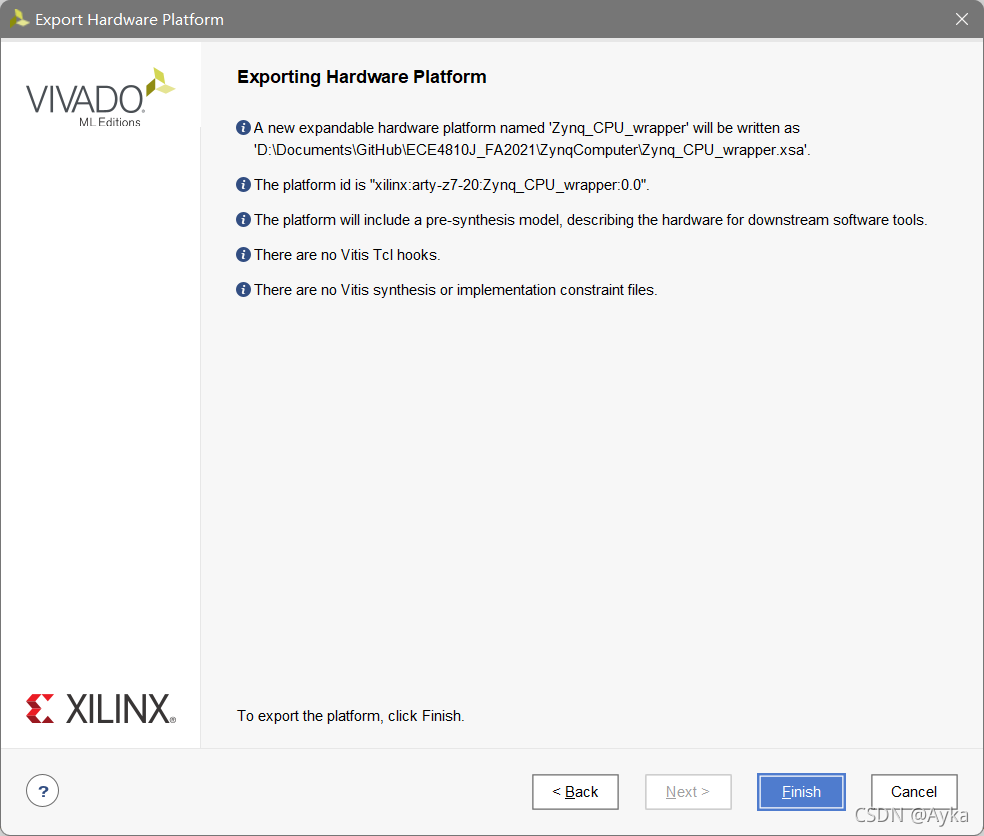 Export Hardware Platform
VIVADO
ML Editions
Exporting Hardware Platform
A new expandable hardware platform named 'Zynq_CPU_wrapper' will be written as
'D:\Documents\GitHub\ECE4810J_FA2021\ZynqComputer\Zynq_CPU_wrapper.xsa'.
The platform id is "xilinx:arty-z7-20:Zynq_CPU_wrapper:0.0".
The platform will include a pre-synthesis model, describing the hardware for downstream software tools.
There are no Vitis Tcl hooks.
There are no Vitis synthesis or implementation constraint files.
XILINX®
To export the platform, click Finish.
? < Back Next > Finish Cancel
CSDN @Ayka